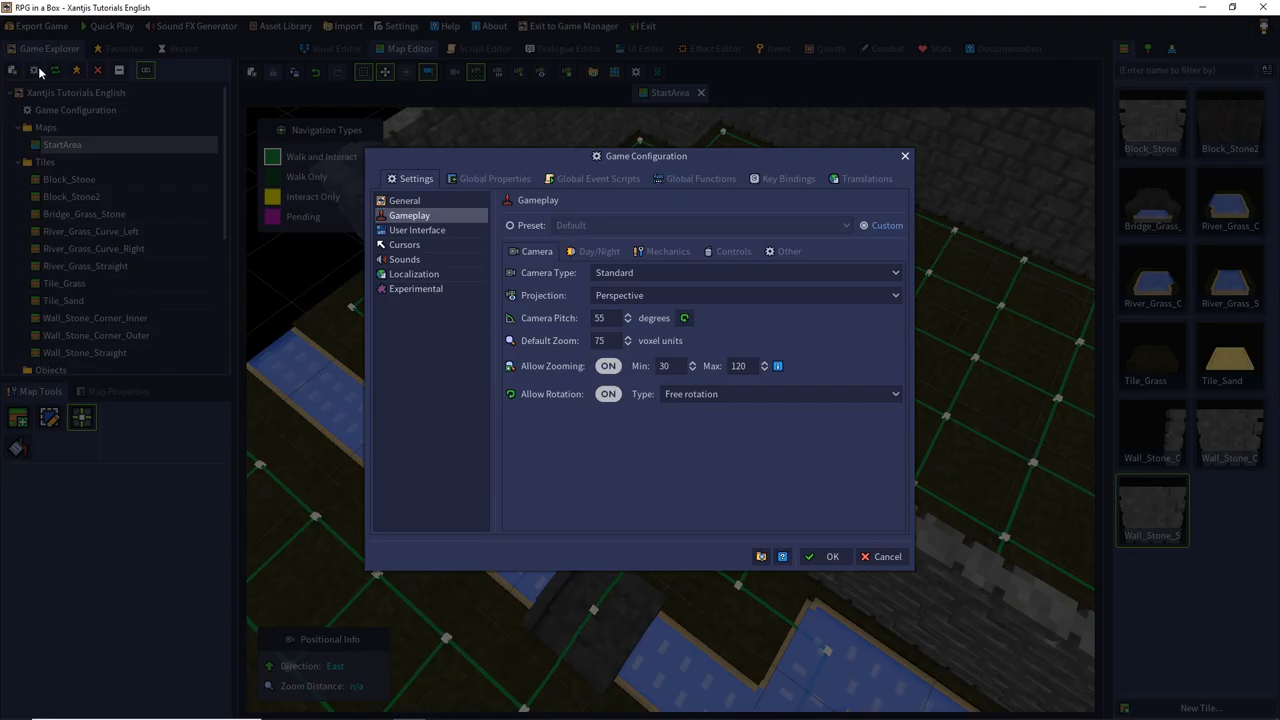 RPG in a Box - Xantjis Tutorials English
Export Game
Quick Play
Sound FX Generator
Asset Library
Import
Settings
Help
About
Exit to Game Manager
Exit
Game Explorer
Favorites
Recent
Voxel Editor
Map Editor
Script Editor
Dialogue Editor
UI Editor
Effect Editor
Items
Quests
Combat
Stats
Documentation
(Enter name to filter by)
Xantjis Tutorials English
Game Configuration
Maps
StartArea
Tiles
Block_Stone
Block_Stone2
Bridge_Grass_Stone
River_Grass_Curve_Left
River_Grass_Curve_Right
River_Grass_Straight
Tile_Grass
Tile_Sand
Wall_Stone_Corner_Inner
Wall_Stone_Corner_Outer
Wall_Stone_Straight
Objects
Map Tools
Map Properties
StartArea
Navigation Types
Walk and Interact
Walk Only
Interact Only
Pending
Game Configuration
Settings
Global Properties
Global Event Scripts
Global Functions
Key Bindings
Translations
General
Gameplay
User Interface
Cursors
Sounds
Localization
Experimental
Gameplay
Preset:
Default
Custom
Camera
Day/Night
Mechanics
Controls
Other
Camera Type:
Standard
Projection:
Perspective
Camera Pitch:
55
degrees
Default Zoom:
75
voxel units
Allow Zooming:
ON
Min:
30
Max:
120
Allow Rotation:
ON
Type:
Free rotation
OK
Cancel
Positional Info
Direction: East
Zoom Distance: n/a
Block_Stone
Block_Stone2
Bridge_Grass_
River_Grass_C
River_Grass_C
River_Grass_S
Tile_Grass
Tile_Sand
Wall_Stone_C
Wall_Stone_C
Wall_Stone_S
New Tile...